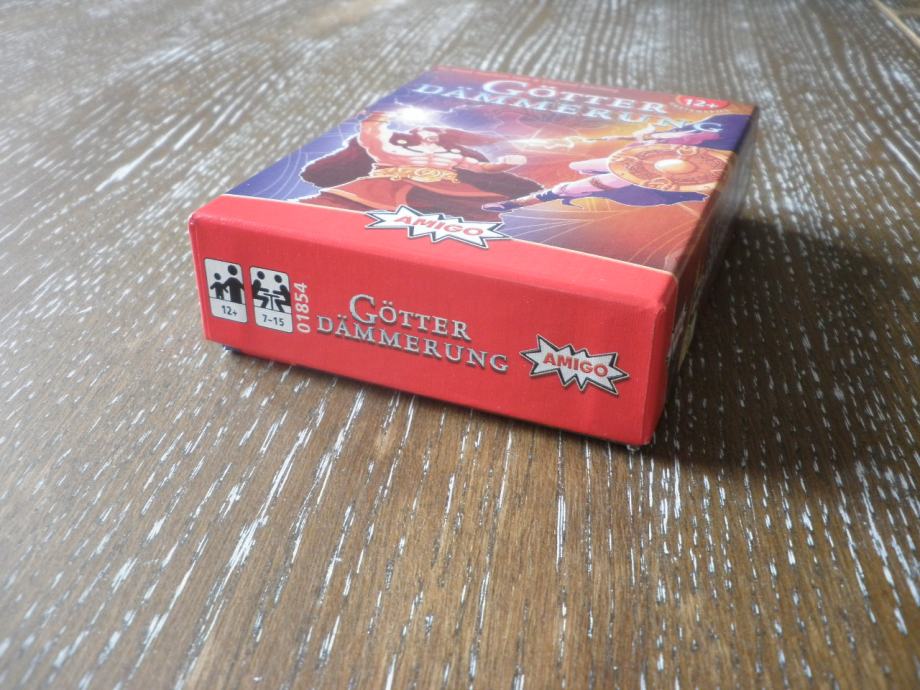 GÖTTER
DÄMMERUNG
12+
AMIGO
12+
7-15
01854
GÖTTER
DÄMMERUNG
AMIGO